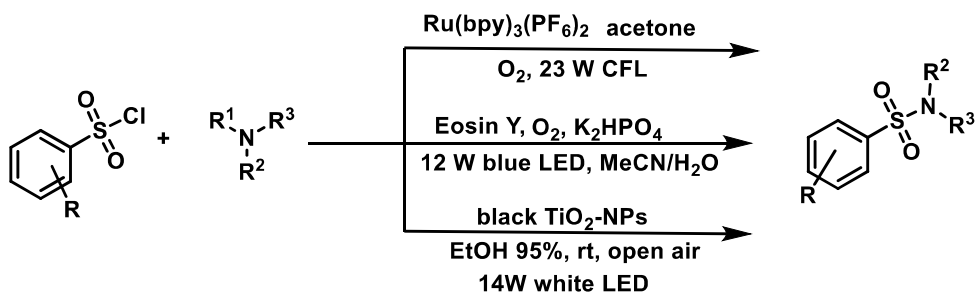 Ru(bpy)3(PF6)2 acetone
O2, 23 W CFL
O
S
Cl
O
R
+
R1
N
R3
R2
Eosin Y, O2, K2HPO4
12 W blue LED, MeCN/H2O
black TiO2-NPs
EtOH 95%, rt, open air
14W white LED
R2
O
S
N
R3
O
R